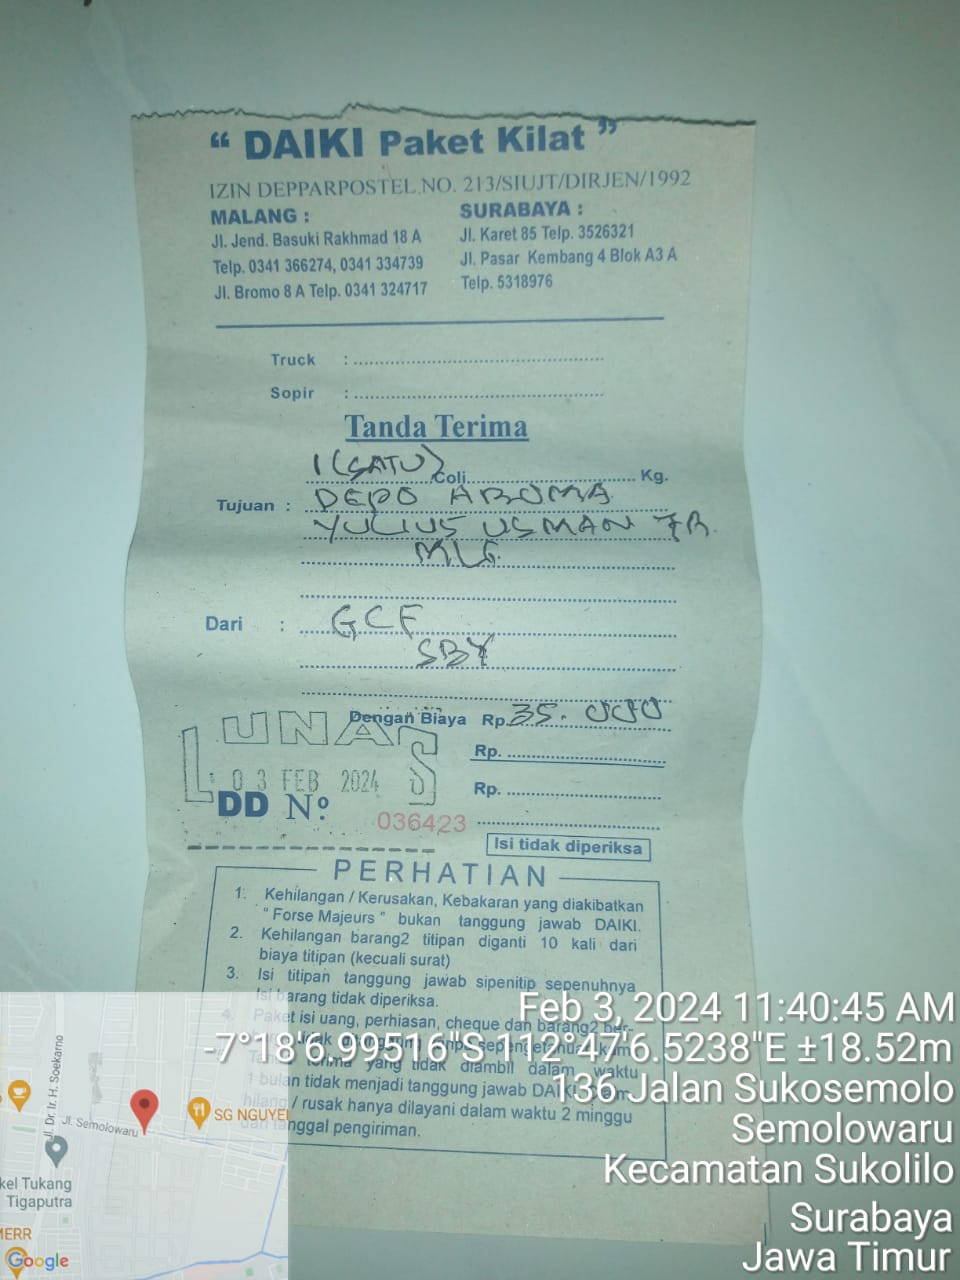 “ DAIKI Paket Kilat ”
IZIN DEPPARPOSTEL NO. 213/SIUJT/DIRJEN/1992
MALANG :
Jl. Jend. Basuki Rakhmad 18 A
Telp. 0341 366274, 0341 334739
Jl. Bromo 8 A Telp. 0341 324717
SURABAYA :
Jl. Karet 85 Telp. 3526321
Jl. Pasar Kembang 4 Blok A3 A
Telp. 5318976
Truck :
Sopir :
Tanda Terima
1 (SATU) Coli Kg.
Tujuan : DEPO AROMA
YULIUS USMAN 7A.
MLG.
Dari : GCF
SBY
Dengan Biaya Rp. 35.000
Rp.
Rp.
LUNAS
03 FEB 2024
DD Nº
036423
Isi tidak diperiksa
PERHATIAN
1. Kehilangan / Kerusakan, Kebakaran yang diakibatkan
“ Forse Majeurs “ bukan tanggung jawab DAIKI.
2. Kehilangan barang2 titipan diganti 10 kali dari
biaya titipan (kecuali surat)
3. Isi titipan tanggung jawab sipenitip sepenuhnya
Isi barang tidak diperiksa.
4. Paket isi uang, perhiasan, cheque dan barang2 ber-
yang tidak diambil dalam waktu
1 bulan tidak menjadi tanggung jawab
hilang / rusak hanya dilayani dalam waktu 2 minggu
dari tanggal pengiriman.
Feb 3, 2024 11:40:45 AM
-7°18'6.99516"S 112°47'6.5238"E ±18.52m
136 Jalan Sukosemolo
Semolowaru
Kecamatan Sukolilo
Surabaya
Jawa Timur
Jl. Dr. Ir. H. Soekarno
Jl. Semolowaru
SG NGUYE
kel Tukang
Tigaputra
MERR
Google